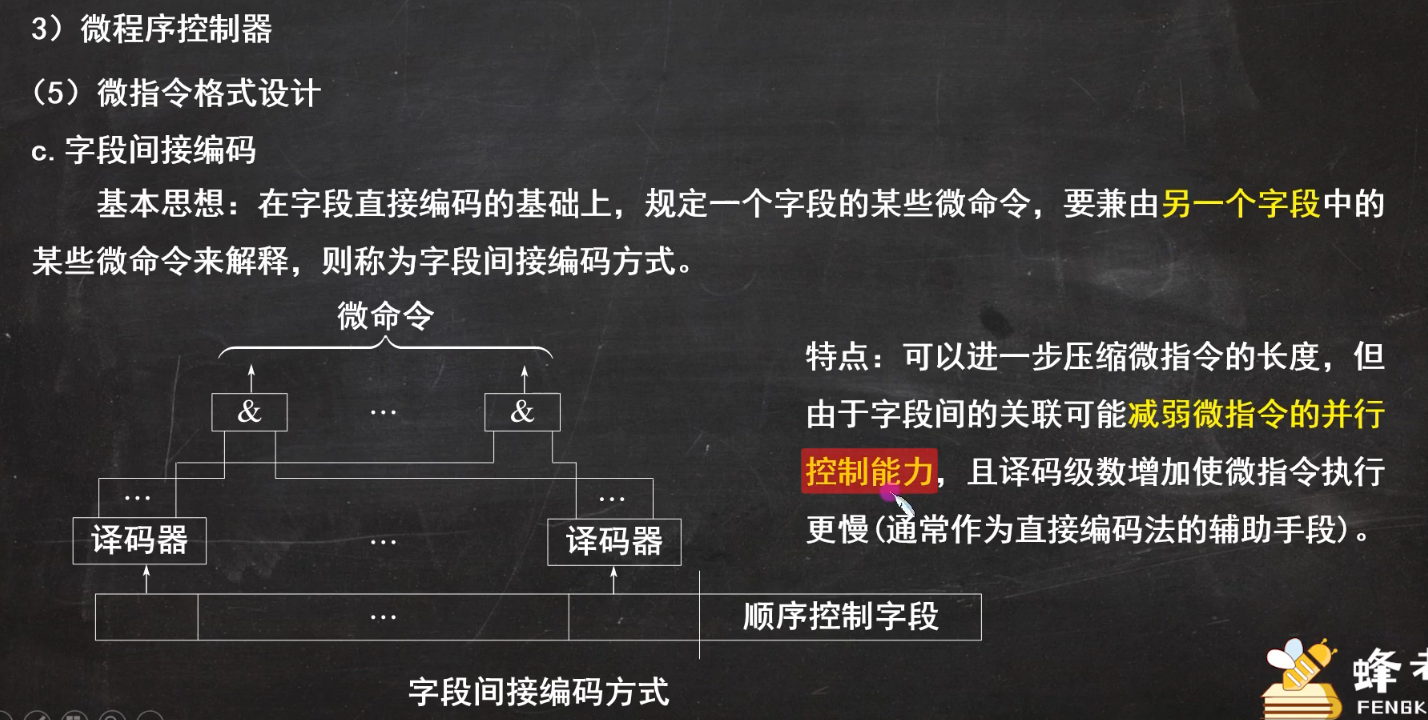 3）微程序控制器
（5）微指令格式设计
c. 字段间接编码
基本思想：在字段直接编码的基础上，规定一个字段的某些微命令，要兼由另一个字段中的
某些微命令来解释，则称为字段间接编码方式。
微命令
& … &
特点：可以进一步压缩微指令的长度，但
由于字段间的关联可能减弱微指令的并行
控制能力，且译码级数增加使微指令执行
更慢(通常作为直接编码法的辅助手段)。
… …
译码器 … 译码器
… 顺序控制字段
字段间接编码方式
蜂
FENGK